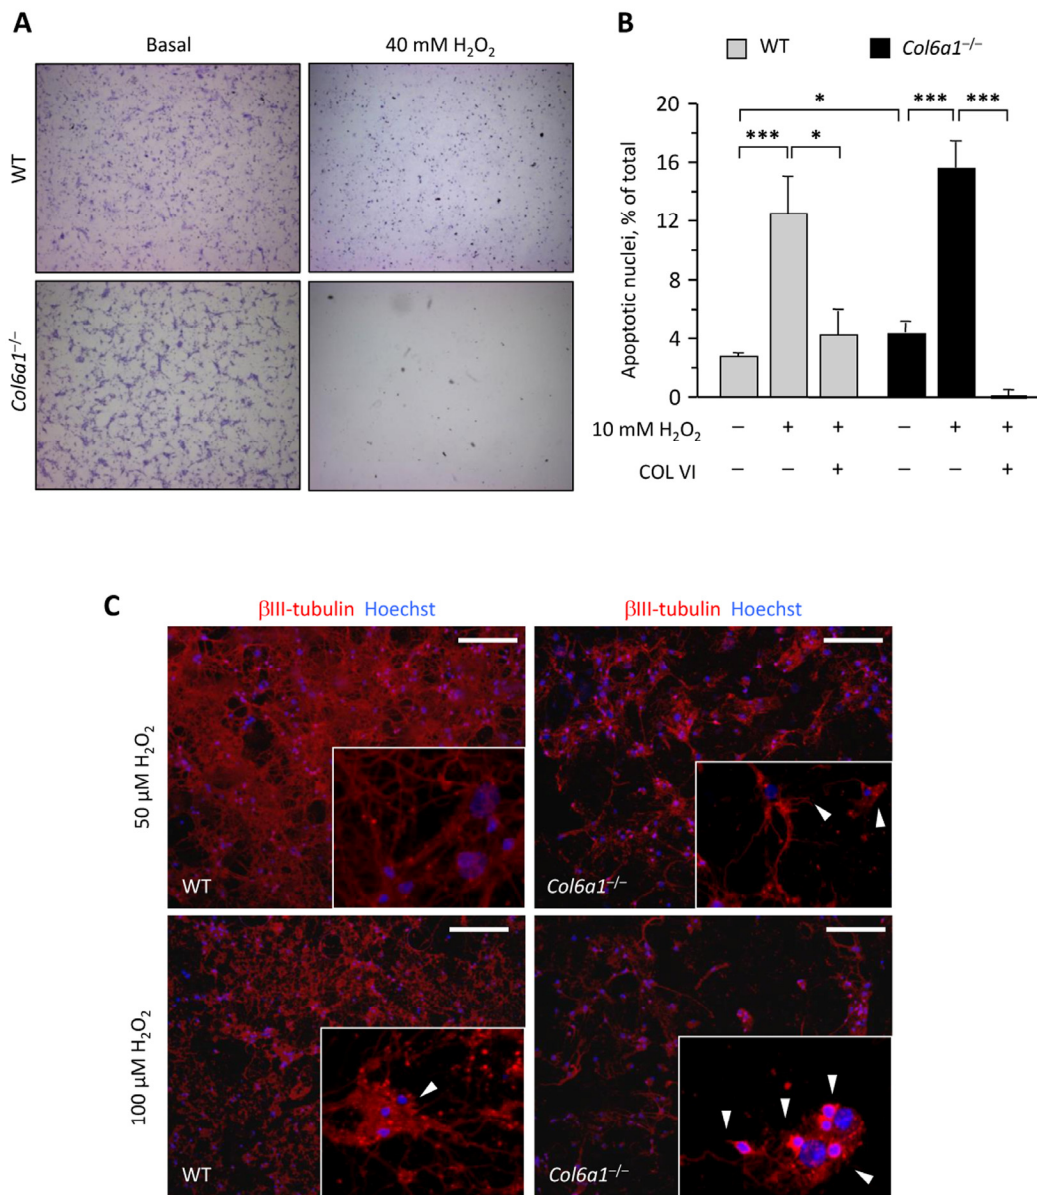 A
Basal
40 mM H₂O₂
WT
Col6a1⁻/⁻
B
WT
Col6a1⁻/⁻
* *** ***
*** *
20
16
12
8
4
0
Apoptotic nuclei, % of total
10 mM H₂O₂ – + + – + +
COL VI – – + – – +
C
βIII-tubulin Hoechst
βIII-tubulin Hoechst
50 µM H₂O₂
WT
Col6a1⁻/⁻
100 µM H₂O₂
WT
Col6a1⁻/⁻